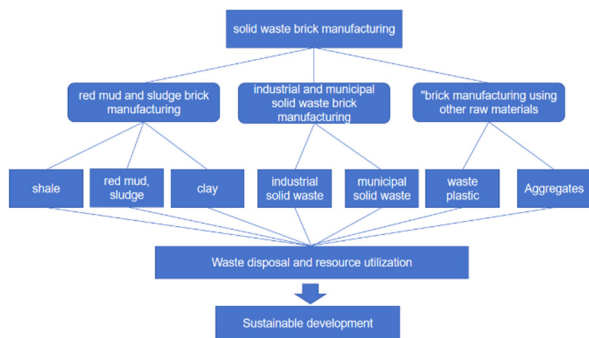 solid waste brick manufacturing
red mud and sludge brick
manufacturing
industrial and municipal
solid waste brick
manufacturing
"brick manufacturing using
other raw materials
shale
red mud,
sludge
clay
industrial
solid waste
municipal
solid waste
waste
plastic
Aggregates
Waste disposal and resource utilization
Sustainable development